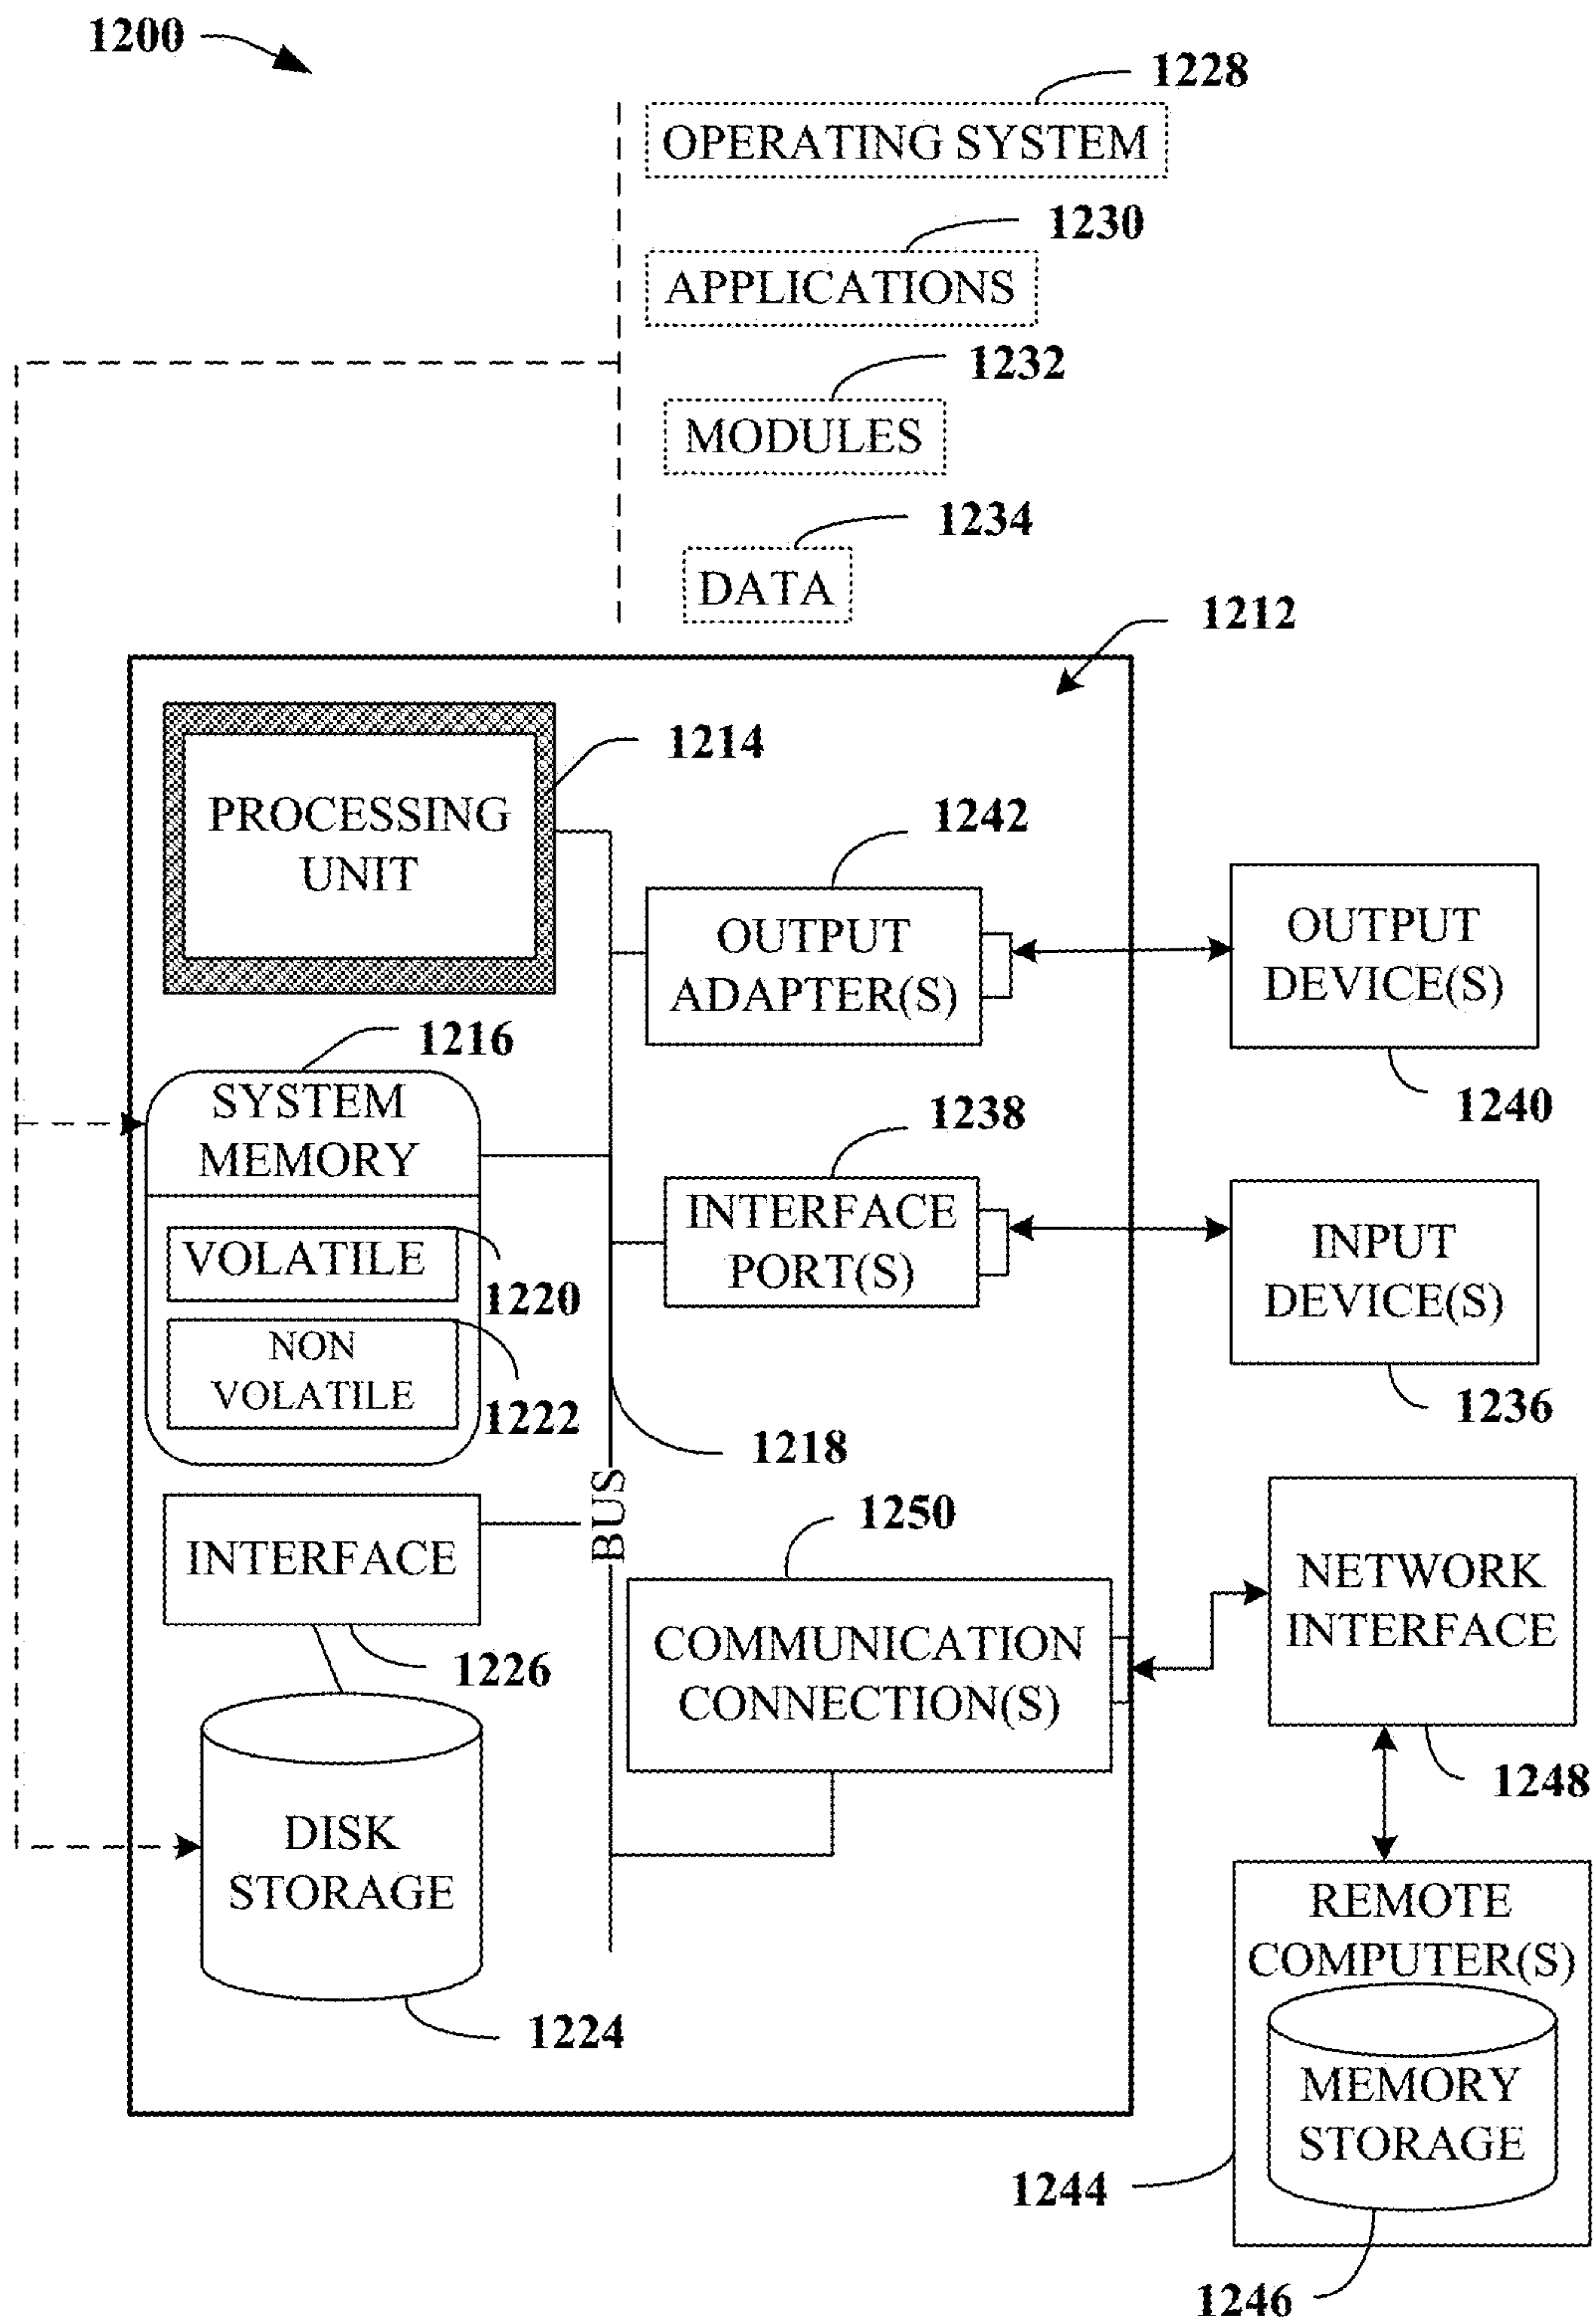 1200
1228
OPERATING SYSTEM
1230
APPLICATIONS
1232
MODULES
1234
DATA
1212
1214
PROCESSING
UNIT
1242
OUTPUT
ADAPTER(S)
OUTPUT
DEVICE(S)
1240
1216
SYSTEM
MEMORY
VOLATILE
1220
NON
VOLATILE
1222
1238
INTERFACE
PORT(S)
INPUT
DEVICE(S)
1236
1218
BUS
INTERFACE
1226
1250
COMMUNICATION
CONNECTION(S)
NETWORK
INTERFACE
1248
DISK
STORAGE
1224
REMOTE
COMPUTER(S)
MEMORY
STORAGE
1244
1246